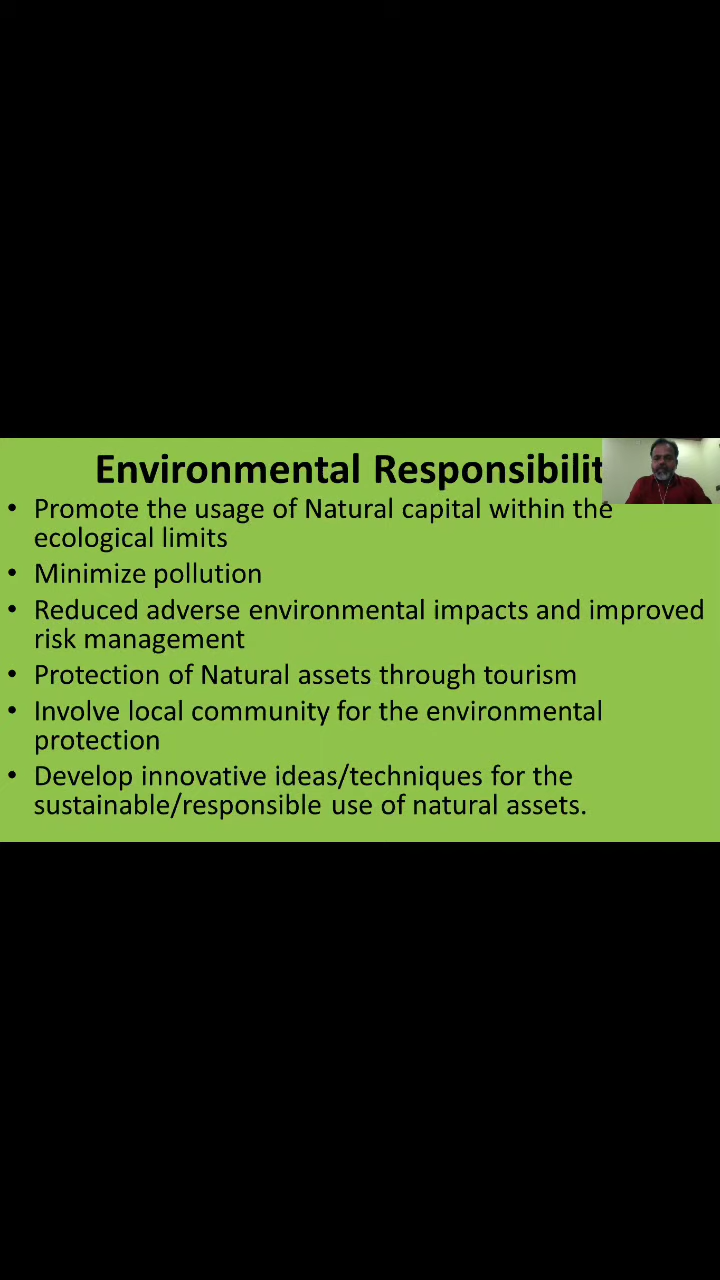 Environmental Responsibilit
• Promote the usage of Natural capital within the
ecological limits
• Minimize pollution
• Reduced adverse environmental impacts and improved
risk management
• Protection of Natural assets through tourism
• Involve local community for the environmental
protection
• Develop innovative ideas/techniques for the
sustainable/responsible use of natural assets.